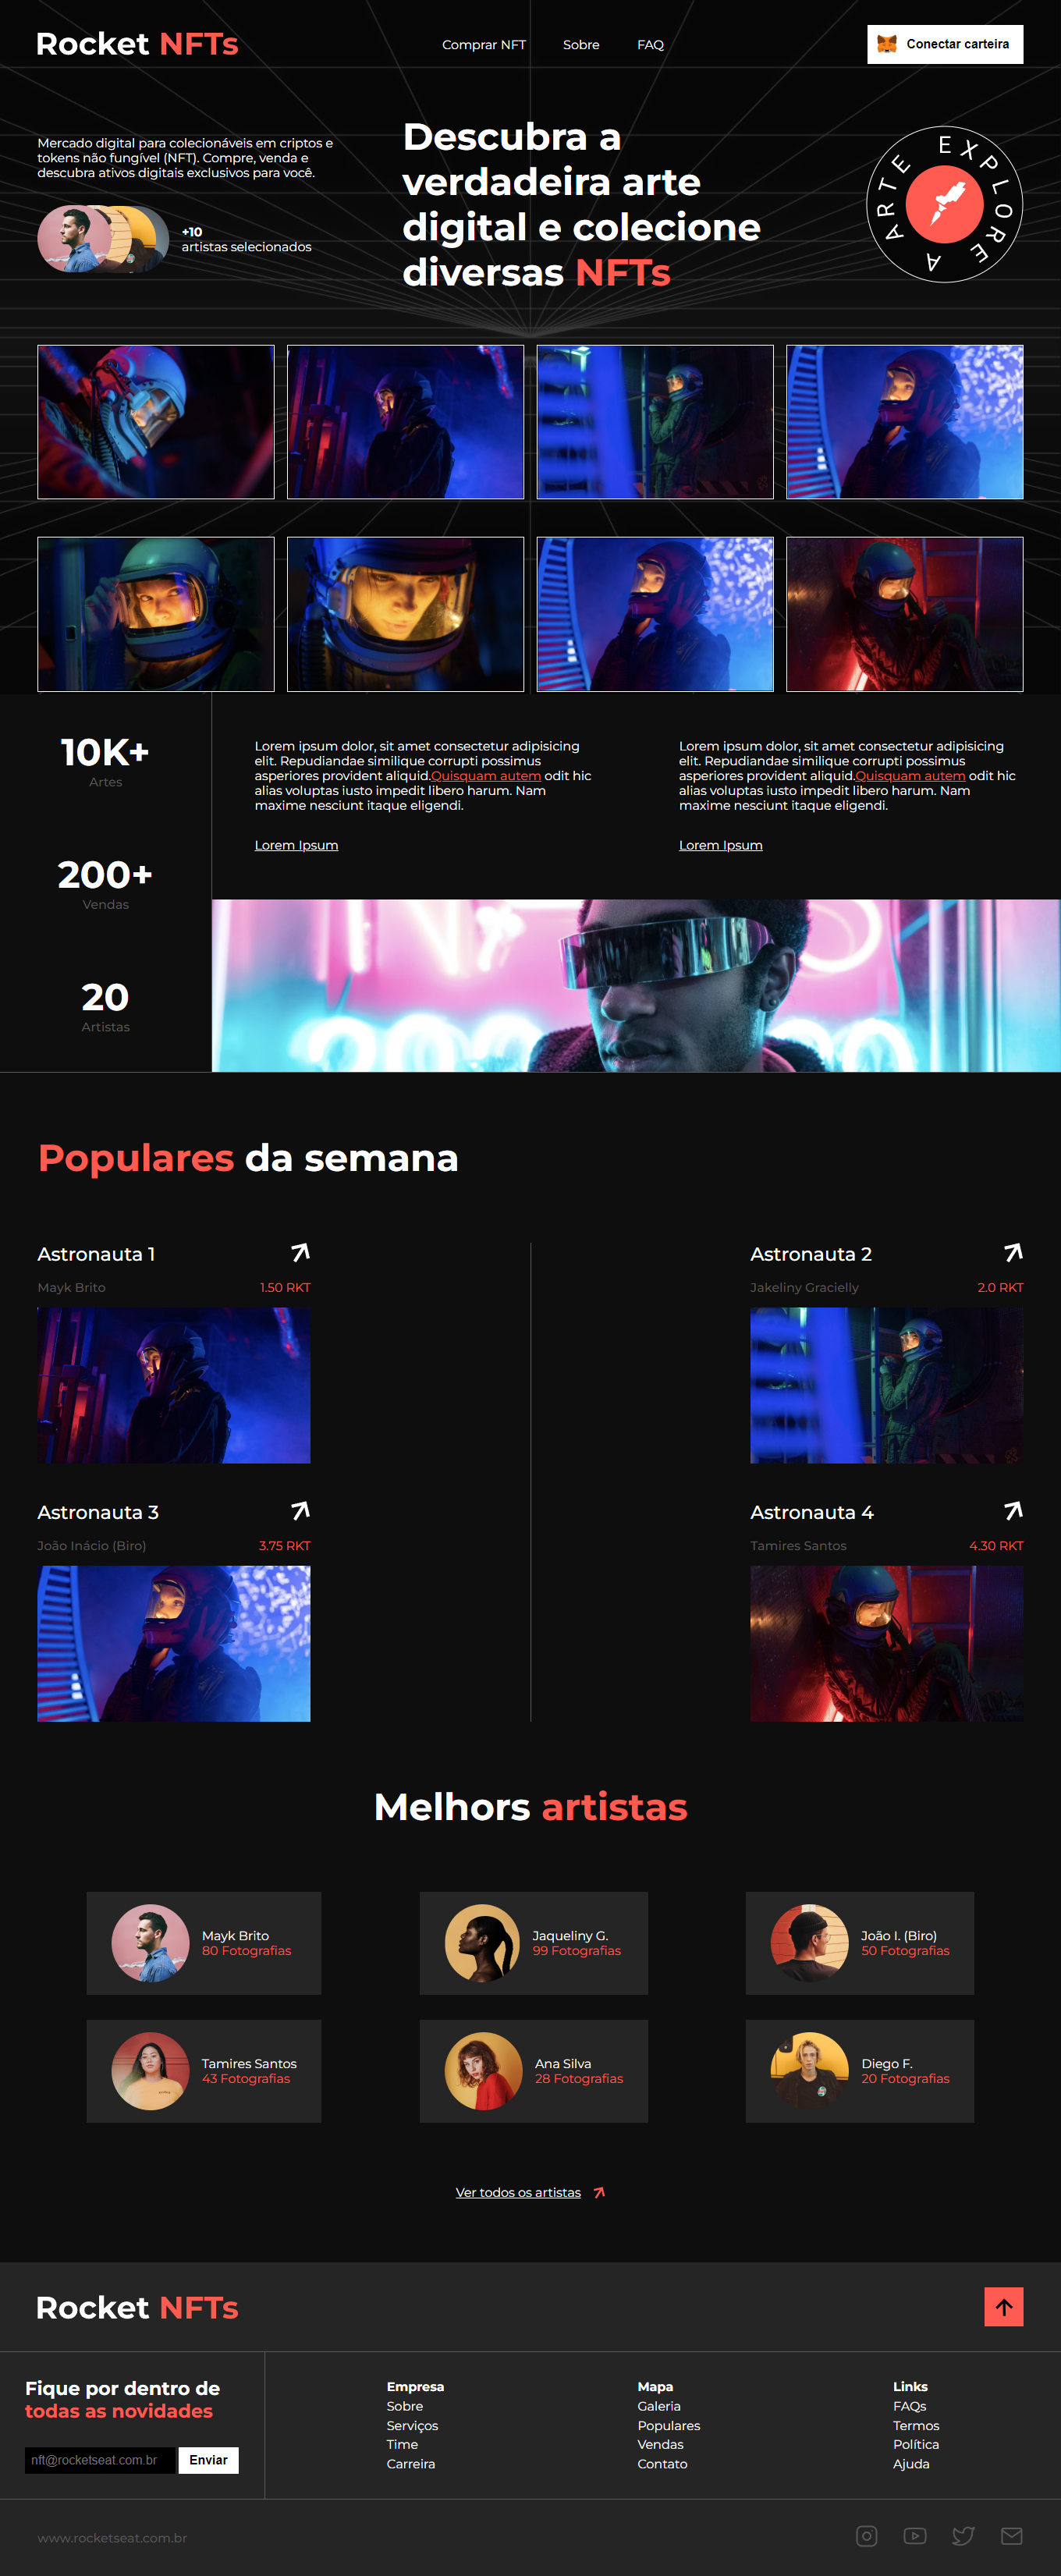 Rocket NFTs
Comprar NFT
Sobre
FAQ
Conectar carteira
Mercado digital para colecionáveis em criptos e
tokens não fungível (NFT). Compre, venda e
descubra ativos digitais exclusivos para você.
+10
artistas selecionados
Descubra a
verdadeira arte
digital e colecione
diversas NFTs
EXPLORE A ARTE
10K+
Artes
200+
Vendas
20
Artistas
Lorem ipsum dolor, sit amet consectetur adipisicing
elit. Repudiandae similique corrupti possimus
asperiores provident aliquid.Quisquam autem odit hic
alias voluptas iusto impedit libero harum. Nam
maxime nesciunt itaque eligendi.
Lorem Ipsum
Lorem ipsum dolor, sit amet consectetur adipisicing
elit. Repudiandae similique corrupti possimus
asperiores provident aliquid.Quisquam autem odit hic
alias voluptas iusto impedit libero harum. Nam
maxime nesciunt itaque eligendi.
Lorem Ipsum
Populares da semana
Astronauta 1
Mayk Brito
1.50 RKT
Astronauta 2
Jakeliny Gracielly
2.0 RKT
Astronauta 3
João Inácio (Biro)
3.75 RKT
Astronauta 4
Tamires Santos
4.30 RKT
Melhors artistas
Mayk Brito
80 Fotografias
Jaqueliny G.
99 Fotografias
João I. (Biro)
50 Fotografias
Tamires Santos
43 Fotografias
Ana Silva
28 Fotografias
Diego F.
20 Fotografias
Ver todos os artistas
Rocket NFTs
Fique por dentro de
todas as novidades
nft@rocketseat.com.br
Enviar
Empresa
Sobre
Serviços
Time
Carreira
Mapa
Galeria
Populares
Vendas
Contato
Links
FAQs
Termos
Política
Ajuda
www.rocketseat.com.br